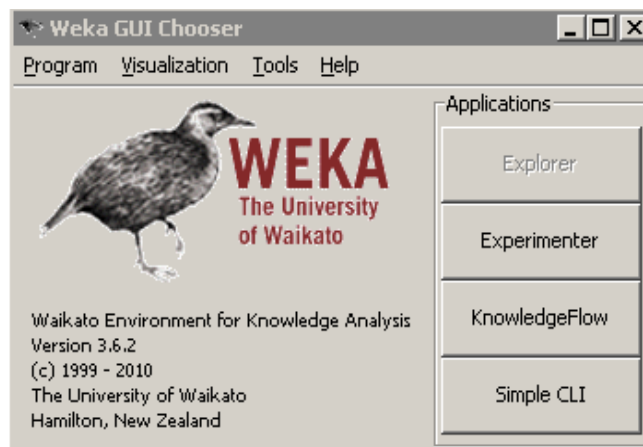 Weka GUI Chooser
Program Visualization Tools Help
WEKA
The University
of Waikato
Waikato Environment for Knowledge Analysis
Version 3.6.2
(c) 1999 - 2010
The University of Waikato
Hamilton, New Zealand
Applications
Explorer
Experimenter
KnowledgeFlow
Simple CLI